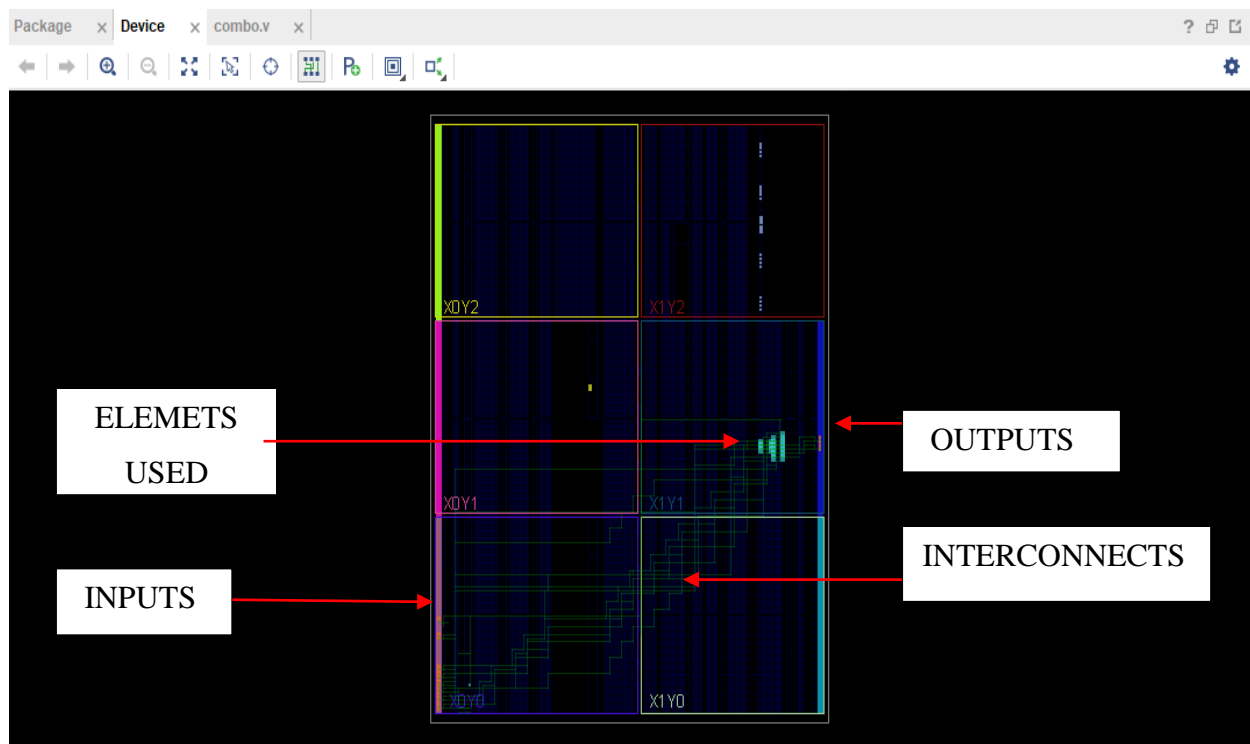 Package × Device × combo.v ×
?
X0Y2
X1Y2
ELEMETS
USED
OUTPUTS
X0Y1
X1Y1
INTERCONNECTS
INPUTS
X0Y0
X1Y0